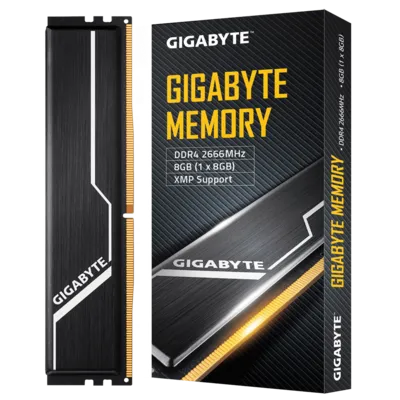 GIGABYTE
GIGABYTE
GIGABYTE
MEMORY
DDR4 2666MHz
8GB (1 x 8GB)
XMP Support
GIGABYTE
• DDR4 2666MHz • 8GB (1 x 8GB)
GIGABYTE MEMORY
GIGABYTE